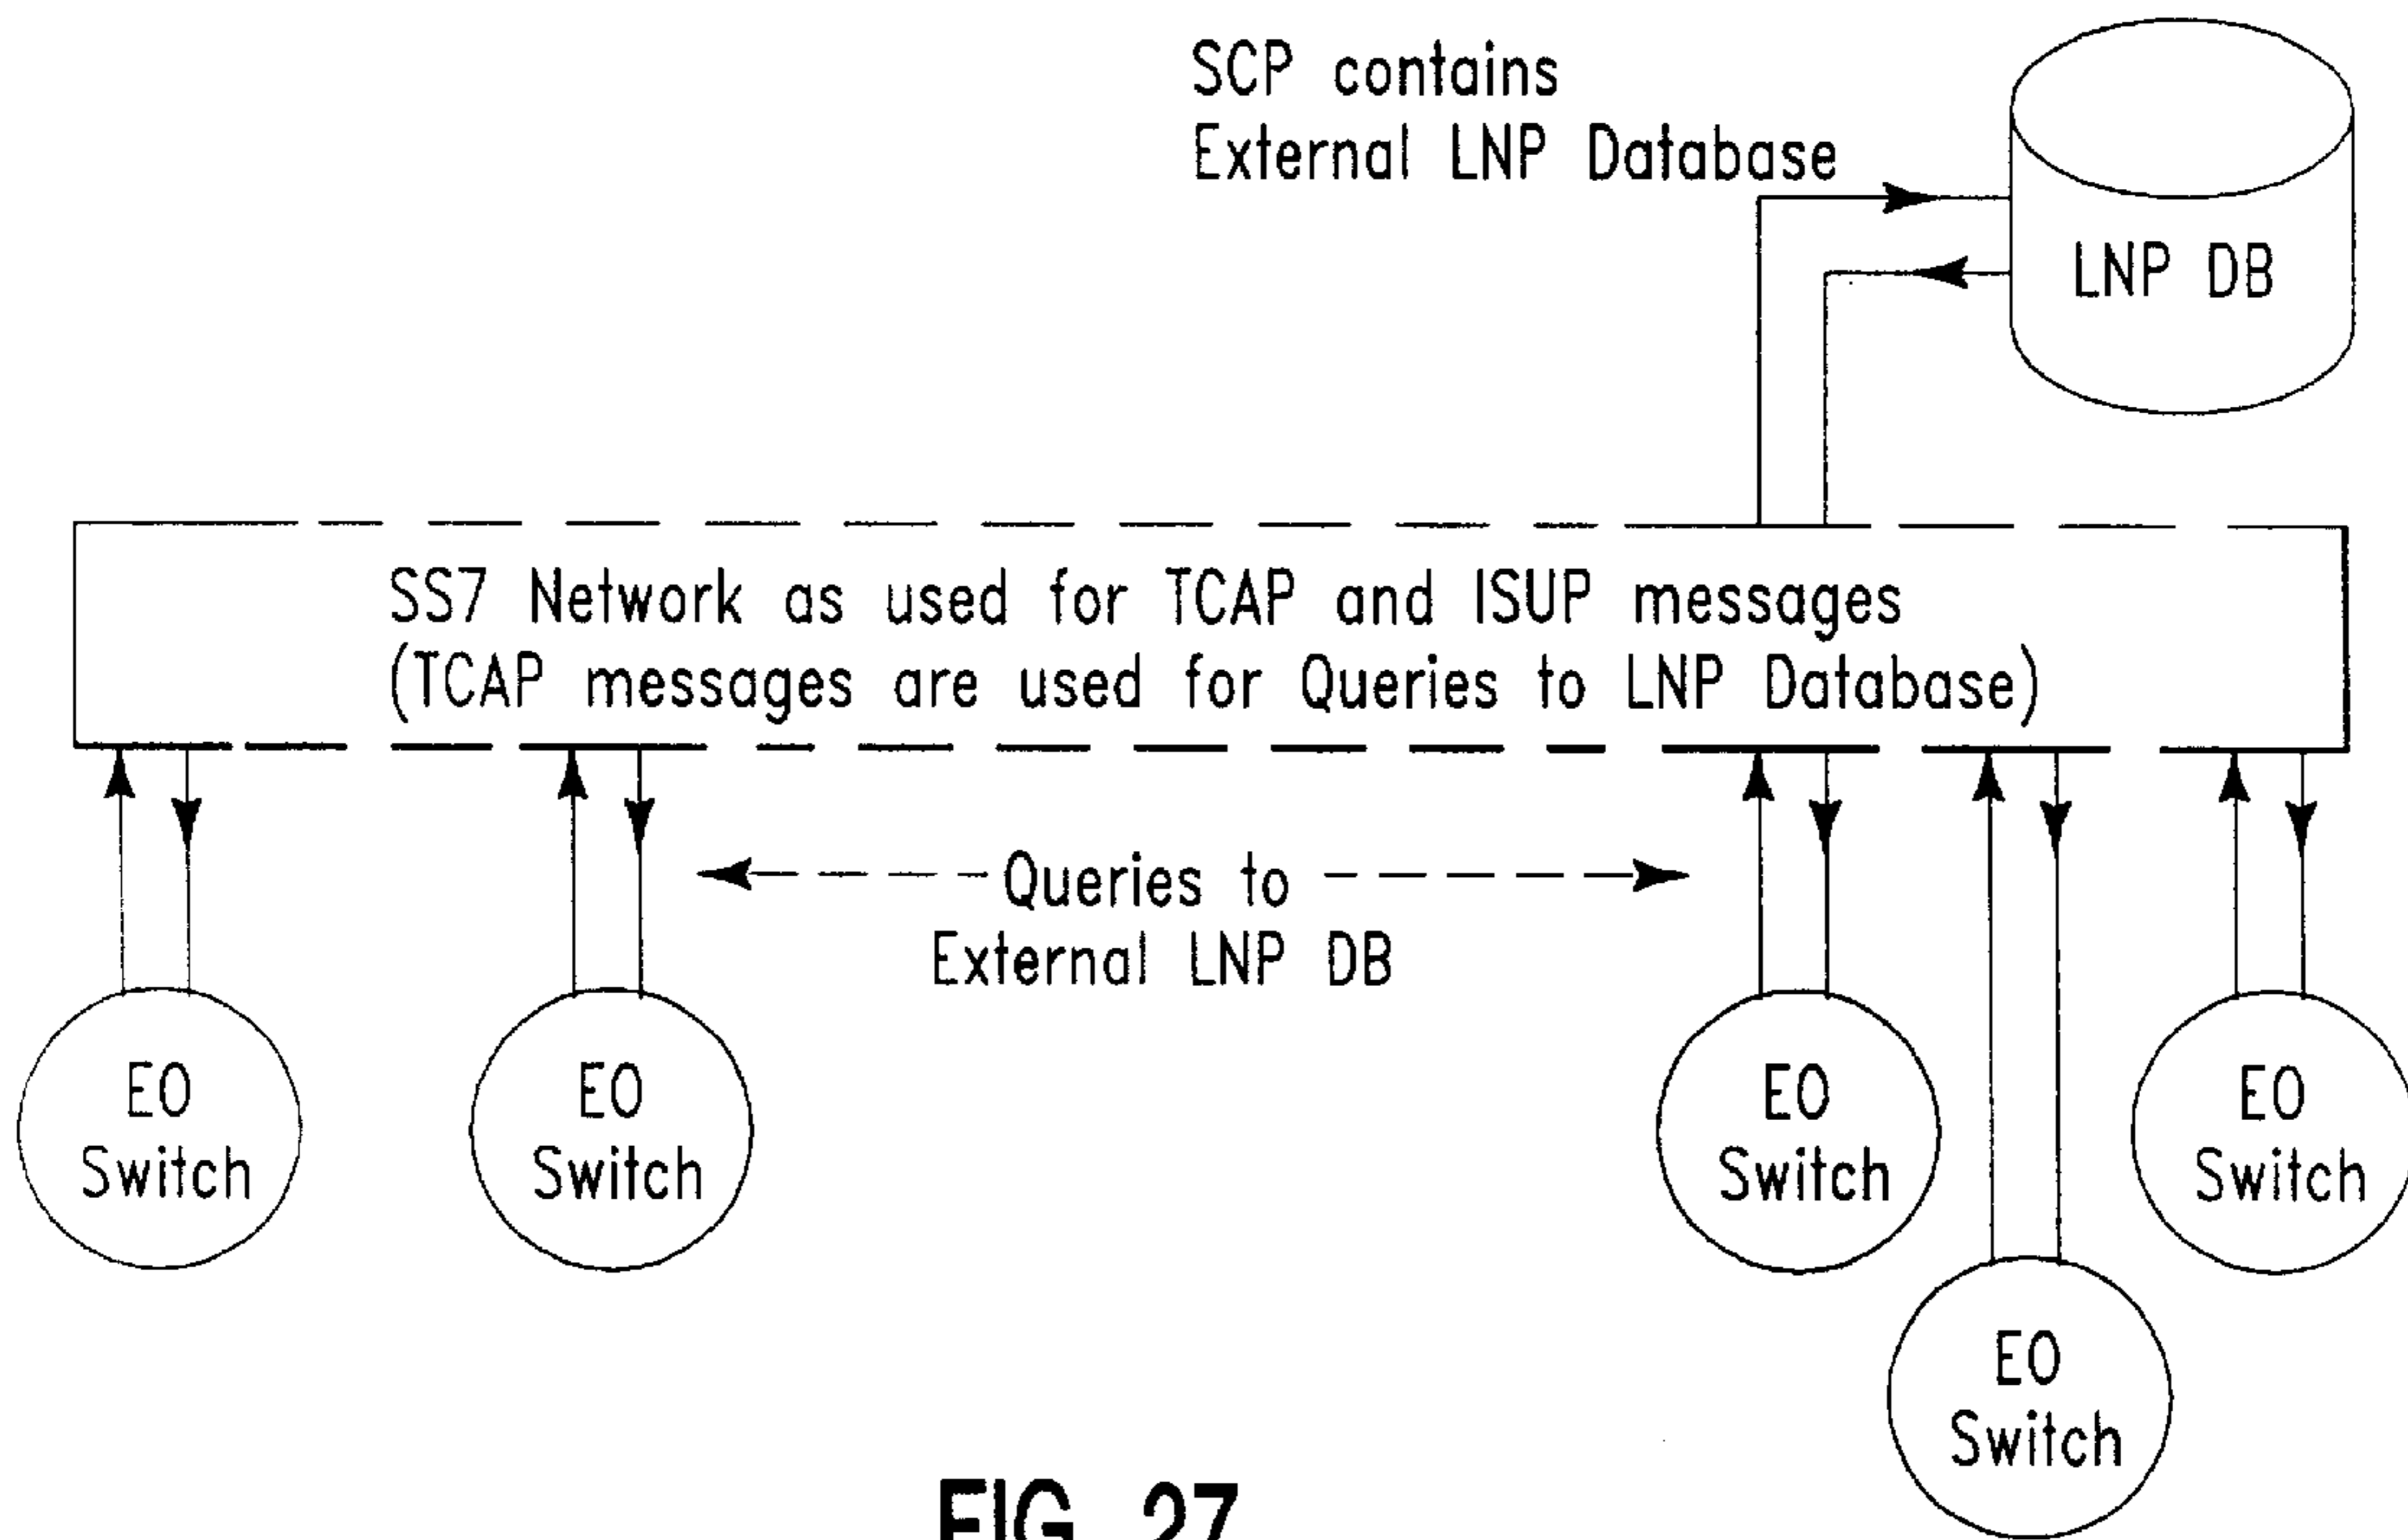 SCP contains
External LNP Database
LNP DB
SS7 Network as used for TCAP and ISUP messages
(TCAP messages are used for Queries to LNP Database)
Queries to
External LNP DB
EO
Switch
EO
Switch
EO
Switch
EO
Switch
EO
Switch
FIG. 27